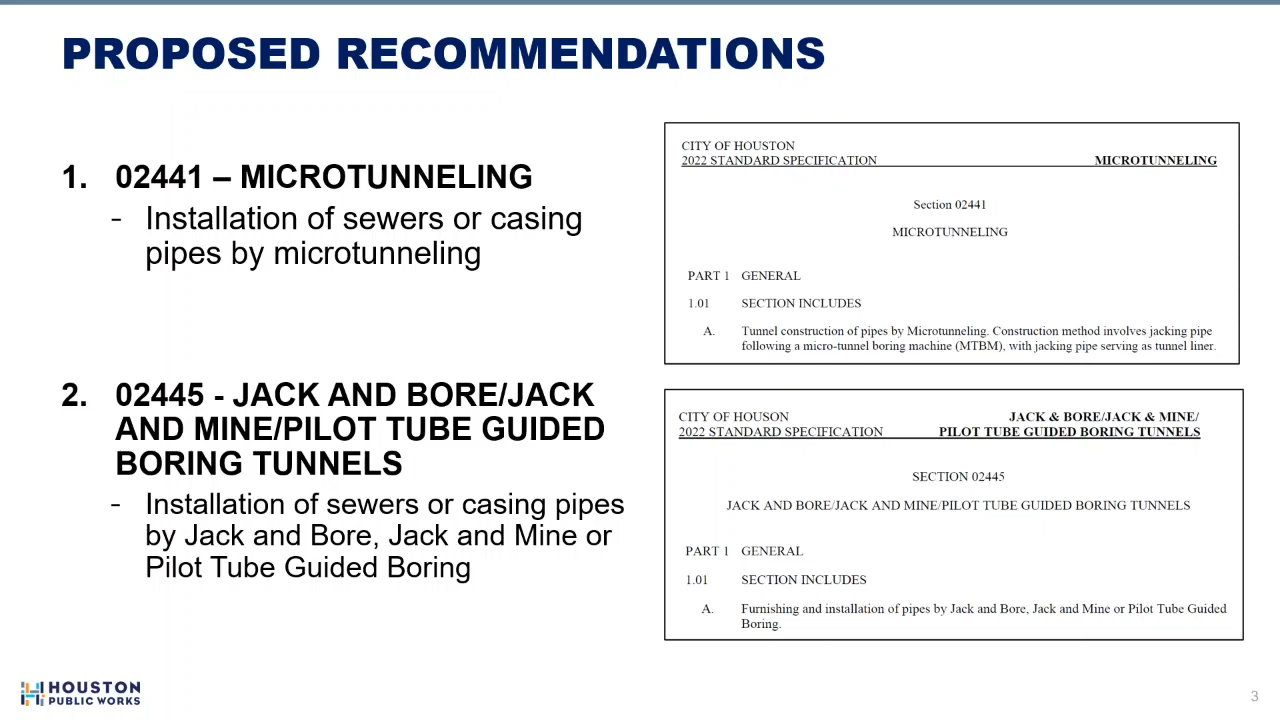 PROPOSED RECOMMENDATIONS
1. 02441 – MICROTUNNELING
- Installation of sewers or casing
pipes by microtunneling
2. 02445 - JACK AND BORE/JACK
AND MINE/PILOT TUBE GUIDED
BORING TUNNELS
- Installation of sewers or casing pipes
by Jack and Bore, Jack and Mine or
Pilot Tube Guided Boring
CITY OF HOUSTON
2022 STANDARD SPECIFICATION MICROTUNNELING
Section 02441
MICROTUNNELING
PART 1 GENERAL
1.01 SECTION INCLUDES
A. Tunnel construction of pipes by Microtunneling. Construction method involves jacking pipe
following a micro-tunnel boring machine (MTBM), with jacking pipe serving as tunnel liner.
CITY OF HOUSON JACK & BORE/JACK & MINE/
2022 STANDARD SPECIFICATION PILOT TUBE GUIDED BORING TUNNELS
SECTION 02445
JACK AND BORE/JACK AND MINE/PILOT TUBE GUIDED BORING TUNNELS
PART 1 GENERAL
1.01 SECTION INCLUDES
A. Furnishing and installation of pipes by Jack and Bore, Jack and Mine or Pilot Tube Guided
Boring.
HOUSTON
PUBLIC WORKS
3